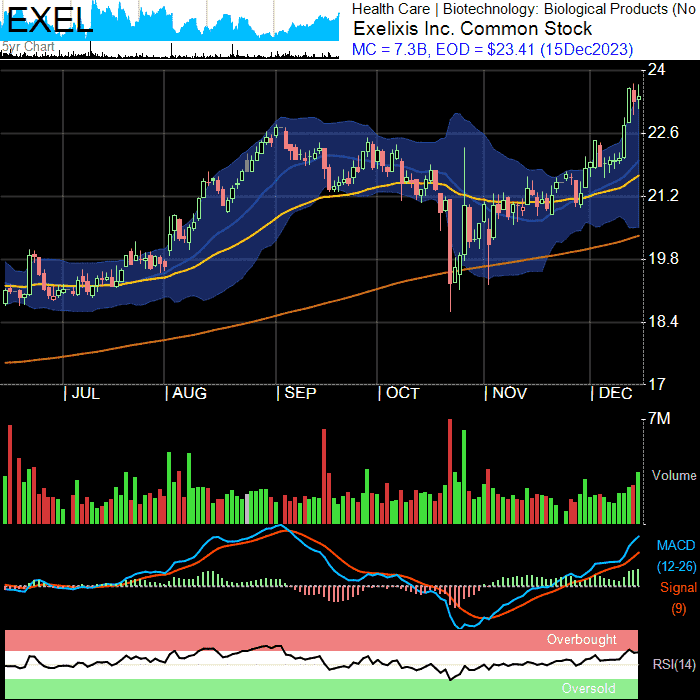 EXEL
5yr Chart
Health Care | Biotechnology: Biological Products (No
Exelixis Inc. Common Stock
MC = 7.3B, EOD = $23.41 (15Dec2023)
24
22.6
21.2
19.8
18.4
17
| JUL | AUG | SEP | OCT | NOV | DEC
7M
Volume
MACD
(12-26)
Signal
(9)
Overbought
RSI(14)
Oversold